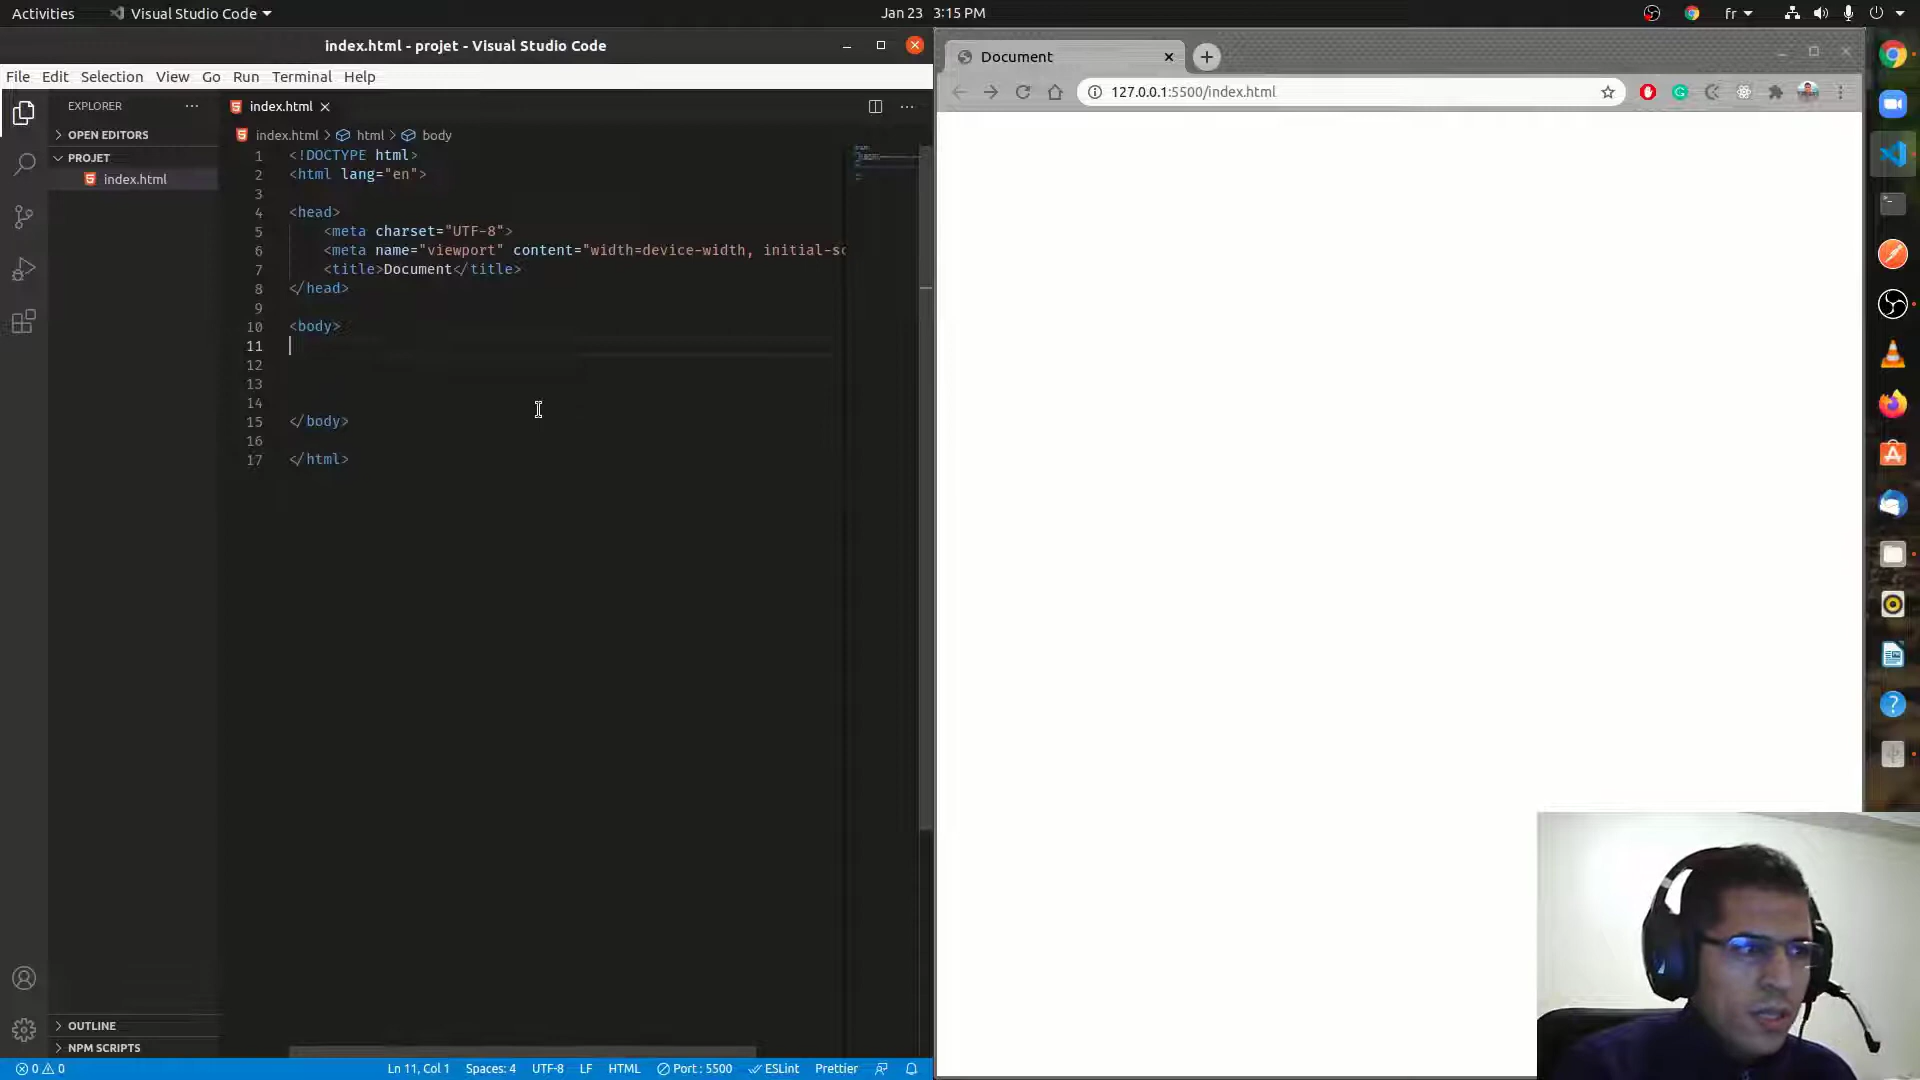 Activities
Visual Studio Code
Jan 23 3:15 PM
fr
index.html - projet - Visual Studio Code
File Edit Selection View Go Run Terminal Help
EXPLORER
OPEN EDITORS
PROJET
index.html
index.html
index.html > html > body
1 <!DOCTYPE html>
2 <html lang="en">
3
4 <head>
5 <meta charset="UTF-8">
6 <meta name="viewport" content="width=device-width, initial-sc
7 <title>Document</title>
8 </head>
9
10 <body>
11
12
13
14
15 </body>
16
17 </html>
OUTLINE
NPM SCRIPTS
0 0
Ln 11, Col 1
Spaces: 4
UTF-8
LF
HTML
Port : 5500
ESLint
Prettier
Document
127.0.0.1:5500/index.html